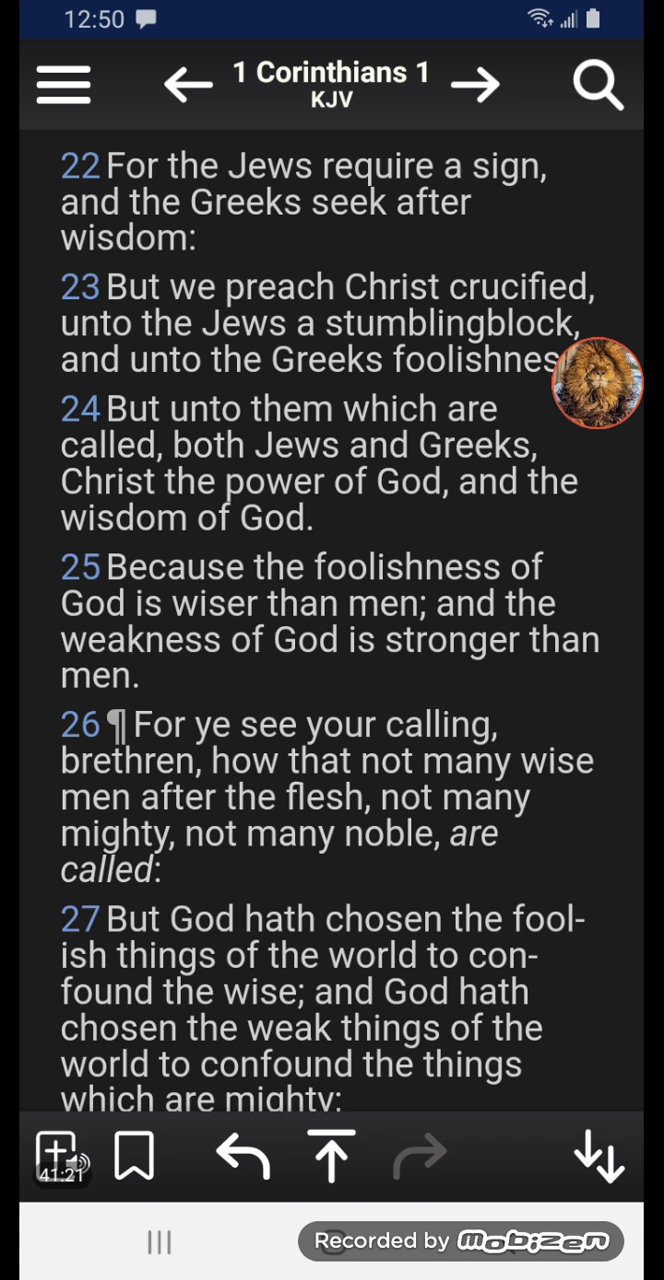 12:50
1 Corinthians 1
KJV
22 For the Jews require a sign,
and the Greeks seek after
wisdom:
23 But we preach Christ crucified,
unto the Jews a stumblingblock,
and unto the Greeks foolishnes
24 But unto them which are
called, both Jews and Greeks,
Christ the power of God, and the
wisdom of God.
25 Because the foolishness of
God is wiser than men; and the
weakness of God is stronger than
men.
26 ¶ For ye see your calling,
brethren, how that not many wise
men after the flesh, not many
mighty, not many noble, are
called:
27 But God hath chosen the fool-
ish things of the world to con-
found the wise; and God hath
chosen the weak things of the
world to confound the things
which are mighty;
41:21
Recorded by mobizen